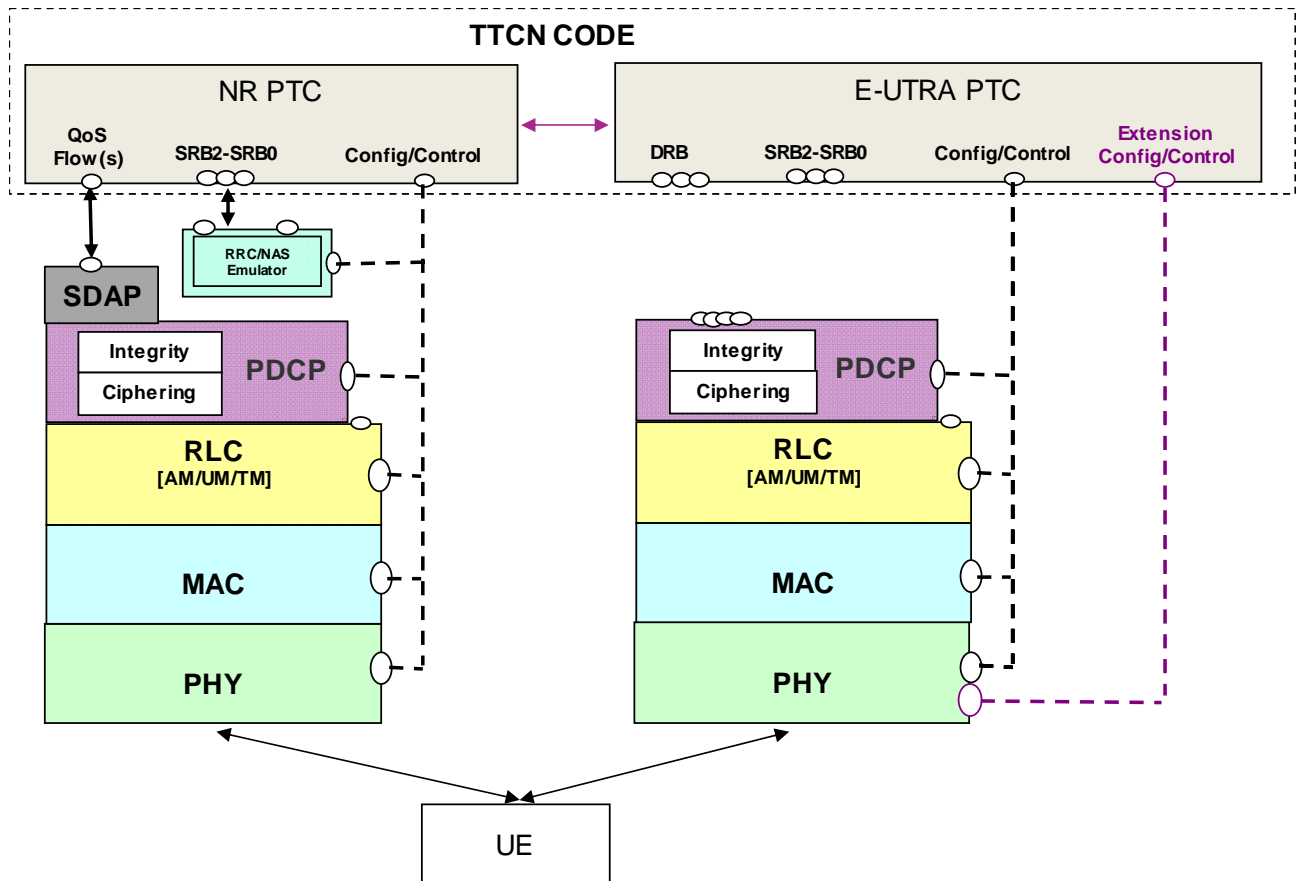 TTCN CODE
NR PTC
E-UTRA PTC
QoS
Flow(s)
SRB2-SRB0
Config/Control
DRB
SRB2-SRB0
Config/Control
Extension
Config/Control
RRC/NAS
Emulator
SDAP
Integrity
Ciphering
PDCP
Integrity
Ciphering
PDCP
RLC
[AM/UM/TM]
RLC
[AM/UM/TM]
MAC
MAC
PHY
PHY
UE